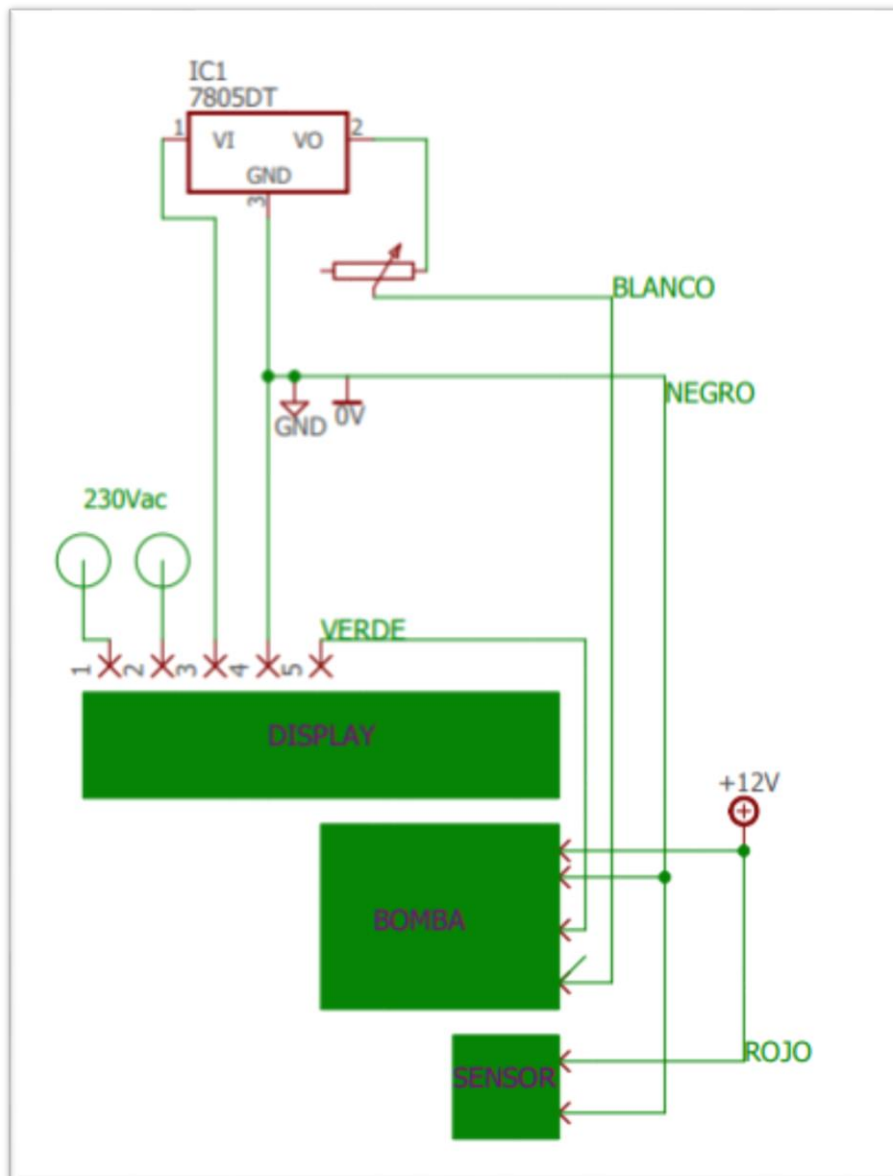 IC1
7805DT
1
VI
VO
2
GND
3
BLANCO
NEGRO
GND
0V
230Vac
VERDE
1
2
3
4
5
DISPLAY
+12V
BOMBA
ROJO
SENSOR